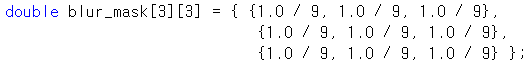 double blur_mask[3][3] = { {1.0 / 9, 1.0 / 9, 1.0 / 9},
{1.0 / 9, 1.0 / 9, 1.0 / 9},
{1.0 / 9, 1.0 / 9, 1.0 / 9} };